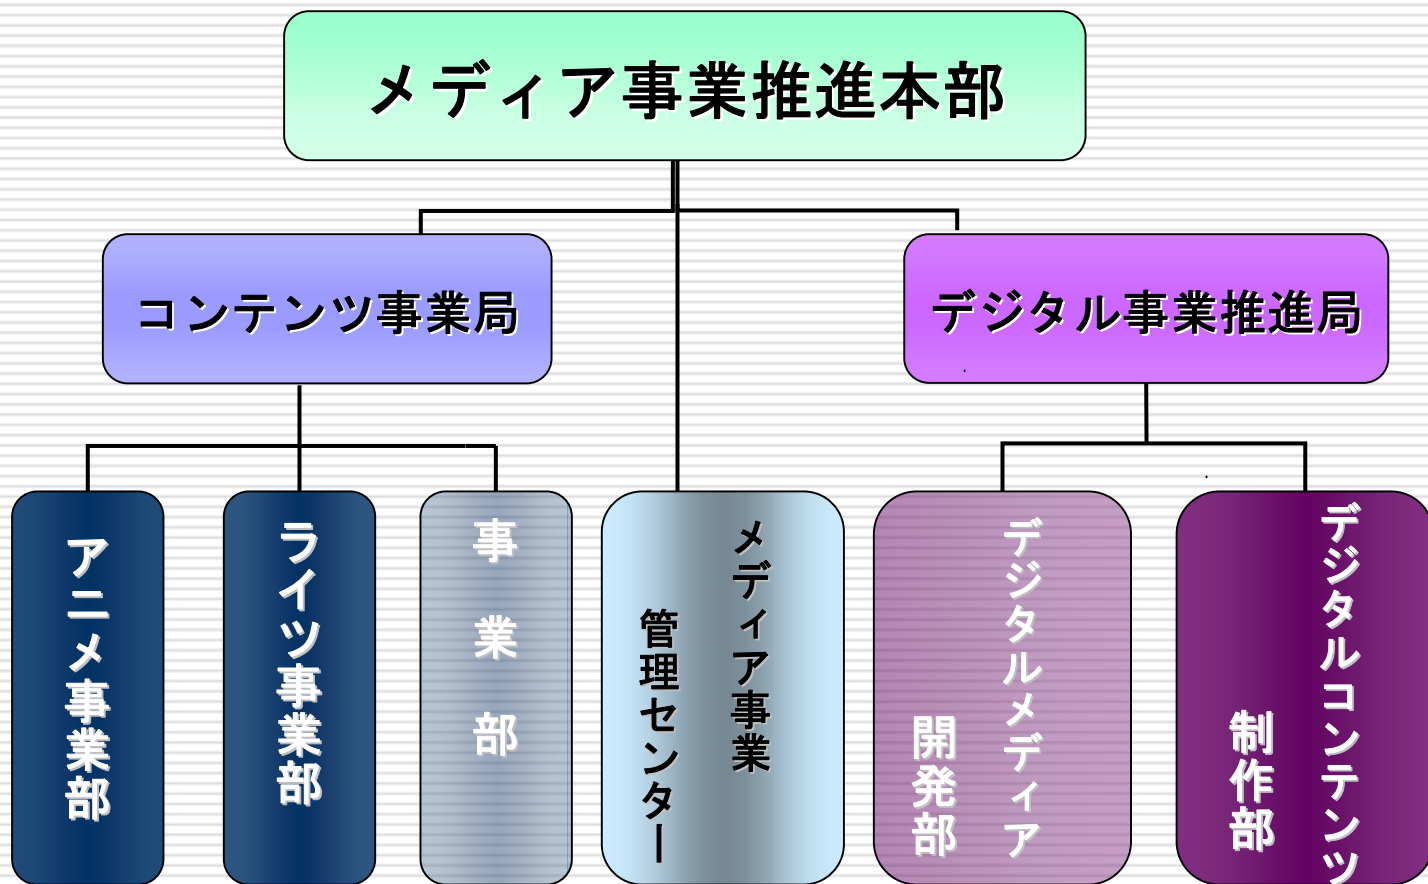 メディア事業推進本部
コンテンツ事業局
デジタル事業推進局
アニメ事業部
ライツ事業部
事業部
メディア事業
管理センター
デジタルメディア
開発部
デジタルコンテンツ
制作部